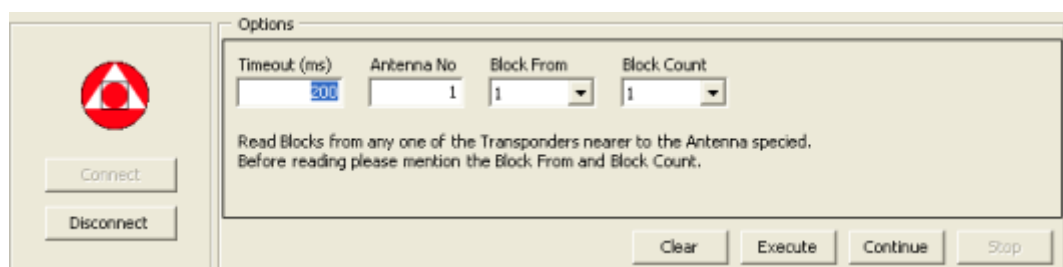 Options
Timeout (ms) Antenna No Block From Block Count
200 1 1 1
Read Blocks from any one of the Transponders nearer to the Antenna specied.
Before reading please mention the Block From and Block Count.
Connect
Disconnect
Clear Execute Continue Stop